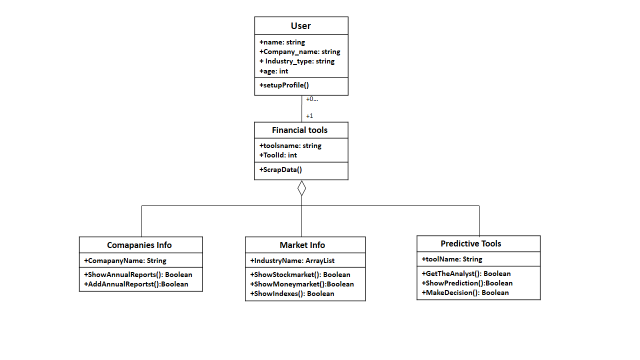 User
+name: string
+Company_name: string
+ Industry_type: string
+age: int
+setupProfile()
+0...
+1
Financial tools
+toolsname: string
+ToolId: int
+ScrapData()
Comapanies Info
+ComapanyName: String
+ShowAnnualReports(): Boolean
+AddAnnualReportst():Boolean
Market Info
+IndustryName: ArrayList
+ShowStockmarket(): Boolean
+ShowMoneymarket():Boolean
+ShowIndexes(): Boolean
Predictive Tools
+toolName: String
+GetTheAnalyst(): Boolean
+ShowPrediction():Boolean
+MakeDecision(): Boolean